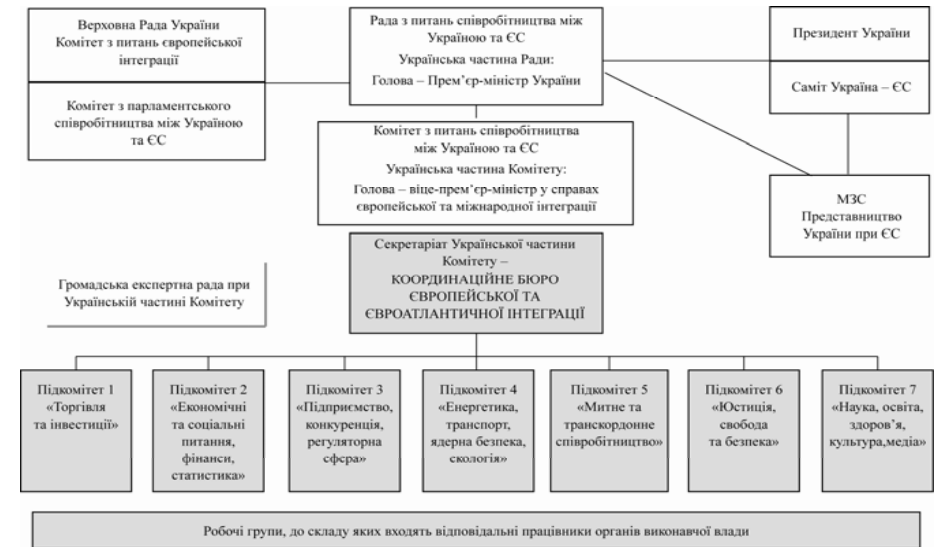 Верховна Рада України
Комітет з питань європейської
інтеграції
Комітет з парламентського
співробітництва між Україною
та ЄС
Рада з питань співробітництва між
Україною та ЄС
Українська частина Ради:
Голова – Прем’єр-міністр України
Президент України
Саміт Україна – ЄС
Комітет з питань співробітництва
між Україною та ЄС
Українська частина Комітету:
Голова – віце-прем’єр-міністр у справах
європейської та міжнародної інтеграції
МЗС
Представництво
України при ЄС
Секретаріат Української частини
Комітету –
КООРДИНАЦІЙНЕ БЮРО
ЄВРОПЕЙСЬКОЇ ТА
ЄВРОАТЛАНТИЧНОЇ ІНТЕГРАЦІЇ
Громадська експертна рада при
Українській частині Комітету
Підкомітет 1
«Торгівля
та інвестиції»
Підкомітет 2
«Економічні
та соціальні
питання,
фінанси,
статистика»
Підкомітет 3
«Підприємство,
конкуренція,
регуляторна
сфера»
Підкомітет 4
«Енергетика,
транспорт,
ядерна безпека,
екологія»
Підкомітет 5
«Митне та
транскордонне
співробітництво»
Підкомітет 6
«Юстиція,
свобода
та безпека»
Підкомітет 7
«Наука, освіта,
здоров’я,
культура,медіа»
Робочі групи, до складу яких входять відповідальні працівники органів виконавчої влади